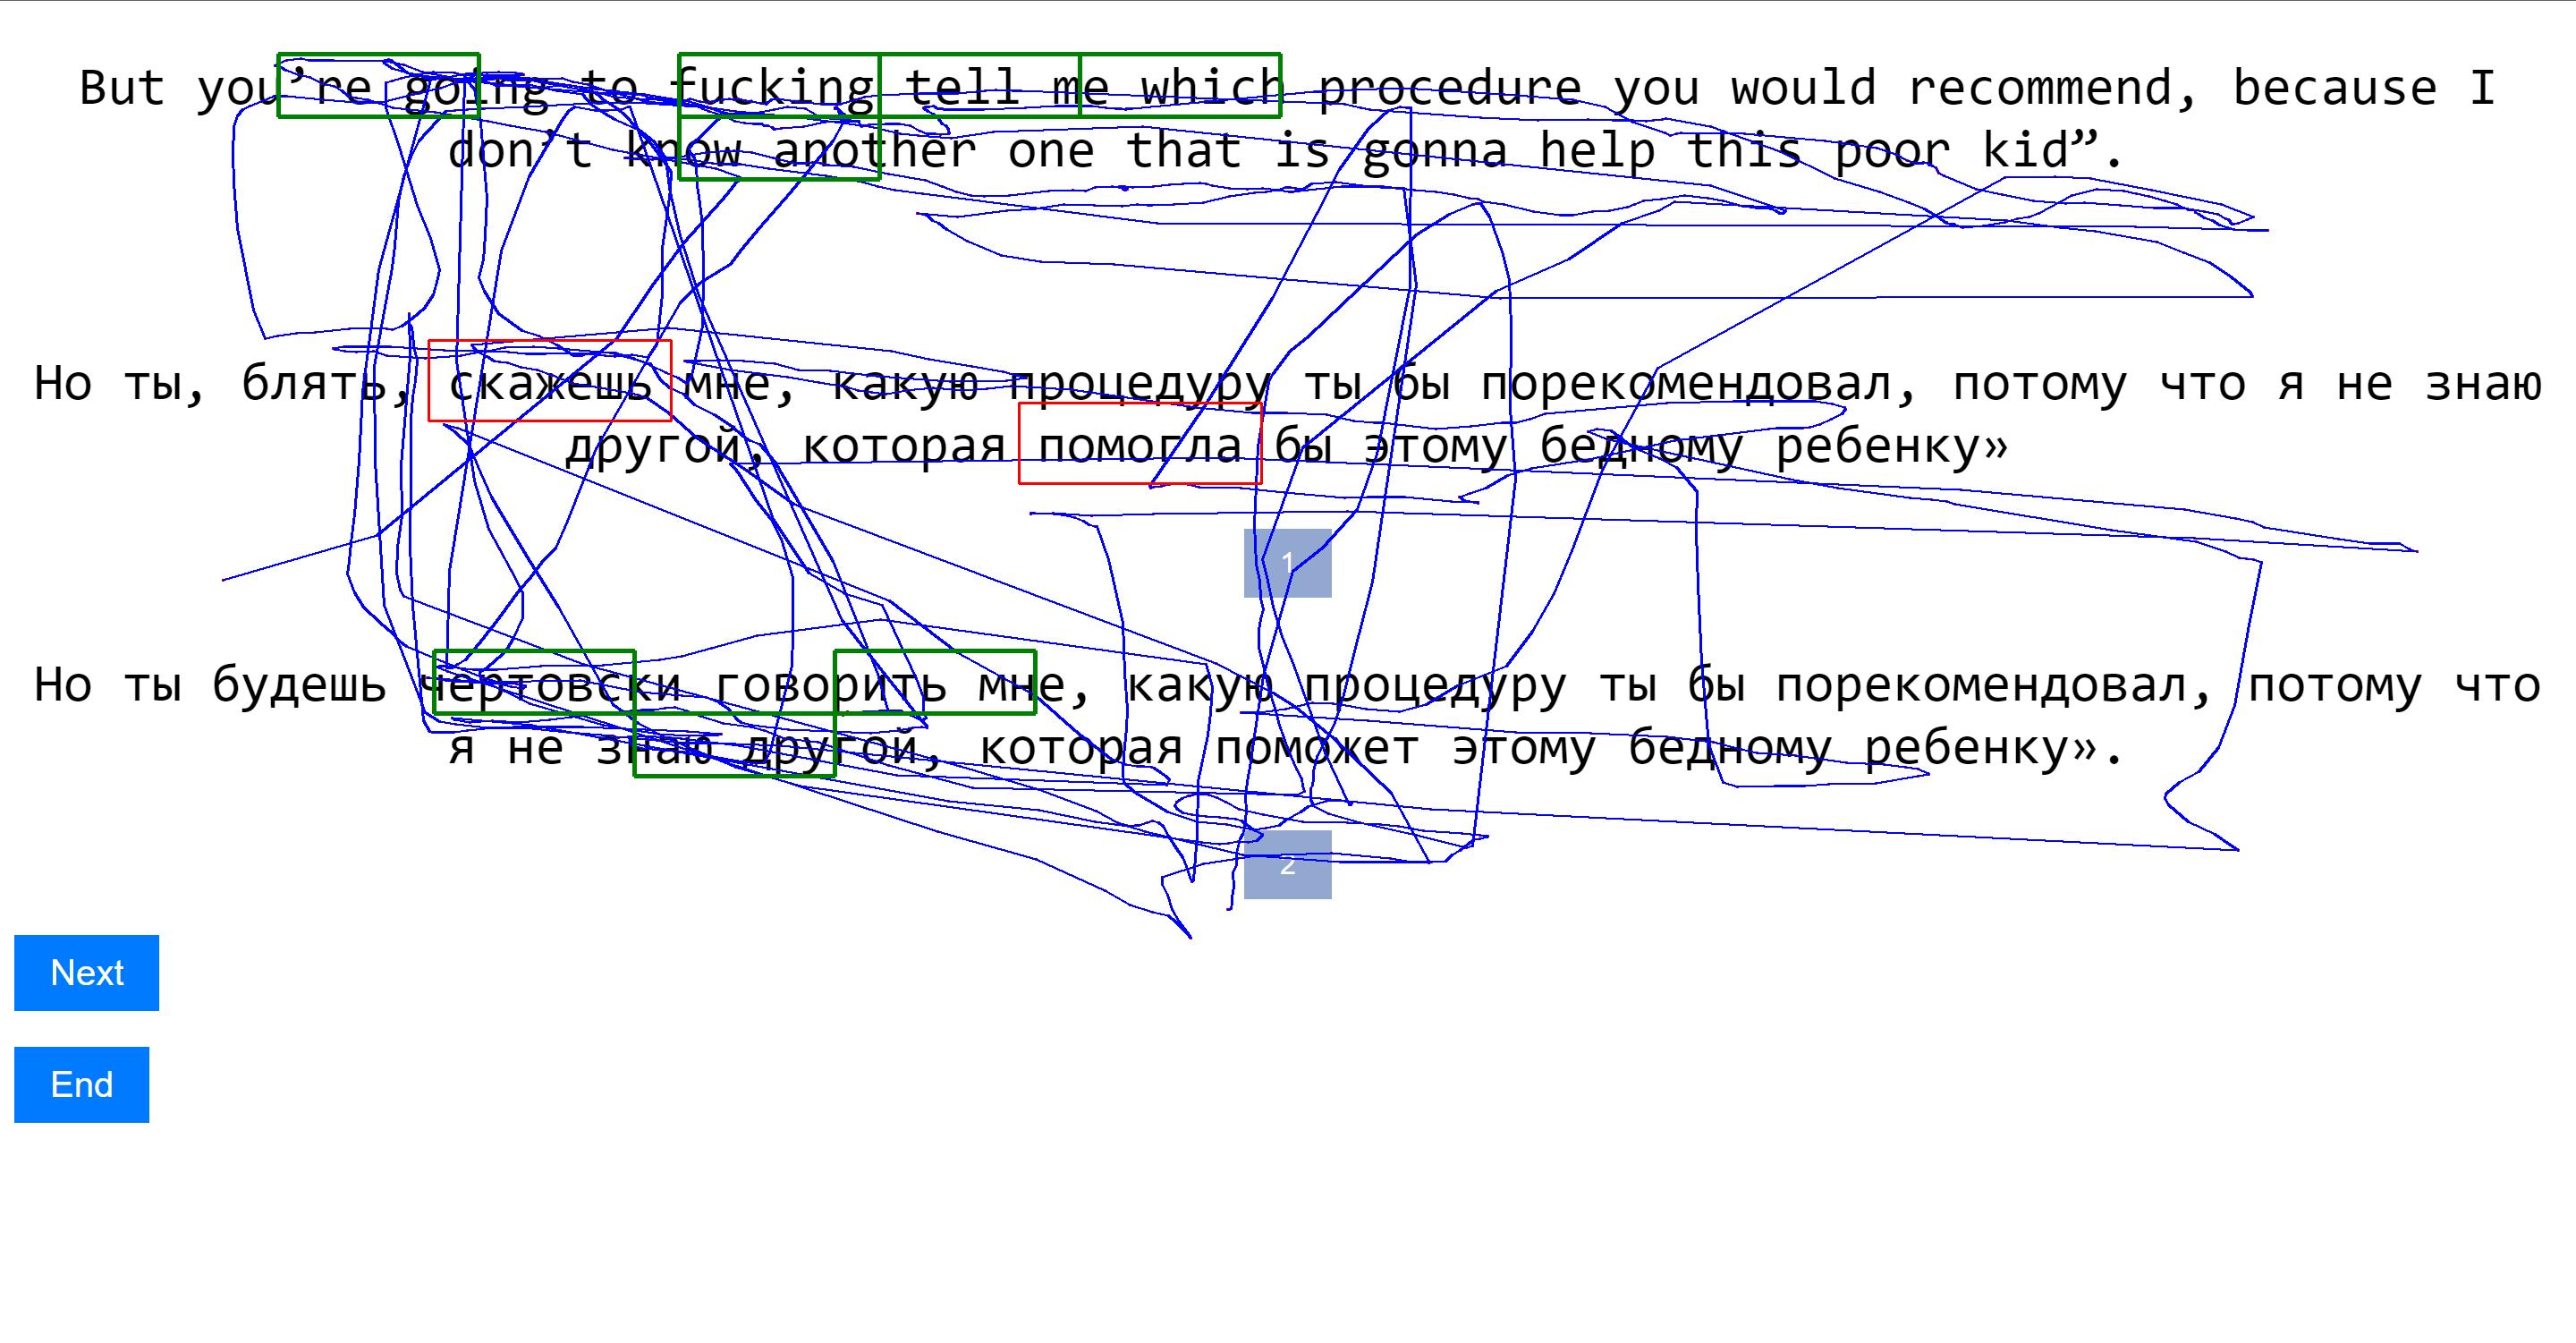 But you’re going to fucking tell me which procedure you would recommend, because I
don’t know another one that is gonna help this poor kid”.
Но ты, блять, скажешь мне, какую процедуру ты бы порекомендовал, потому что я не знаю
другой, которая помогла бы этому бедному ребенку»
1
Но ты будешь чертовски говорить мне, какую процедуру ты бы порекомендовал, потому что
я не знаю другой, которая поможет этому бедному ребенку».
2
Next
End